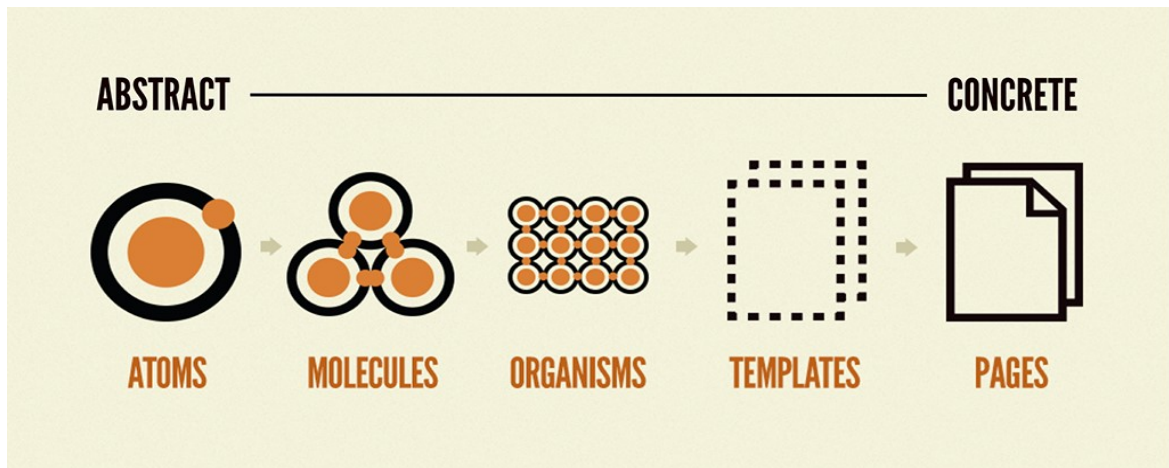 ABSTRACT CONCRETE
ATOMS MOLECULES ORGANISMS TEMPLATES PAGES